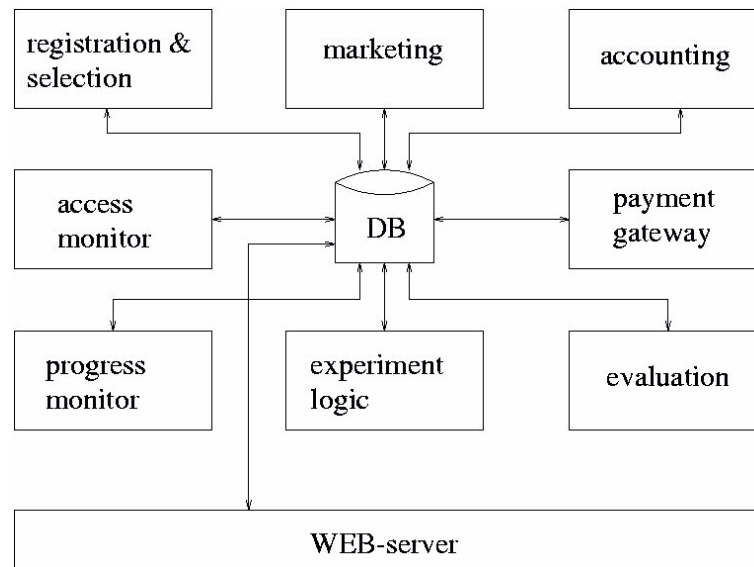 registration &
selection
marketing
accounting
access
monitor
DB
payment
gateway
progress
monitor
experiment
logic
evaluation
WEB-server